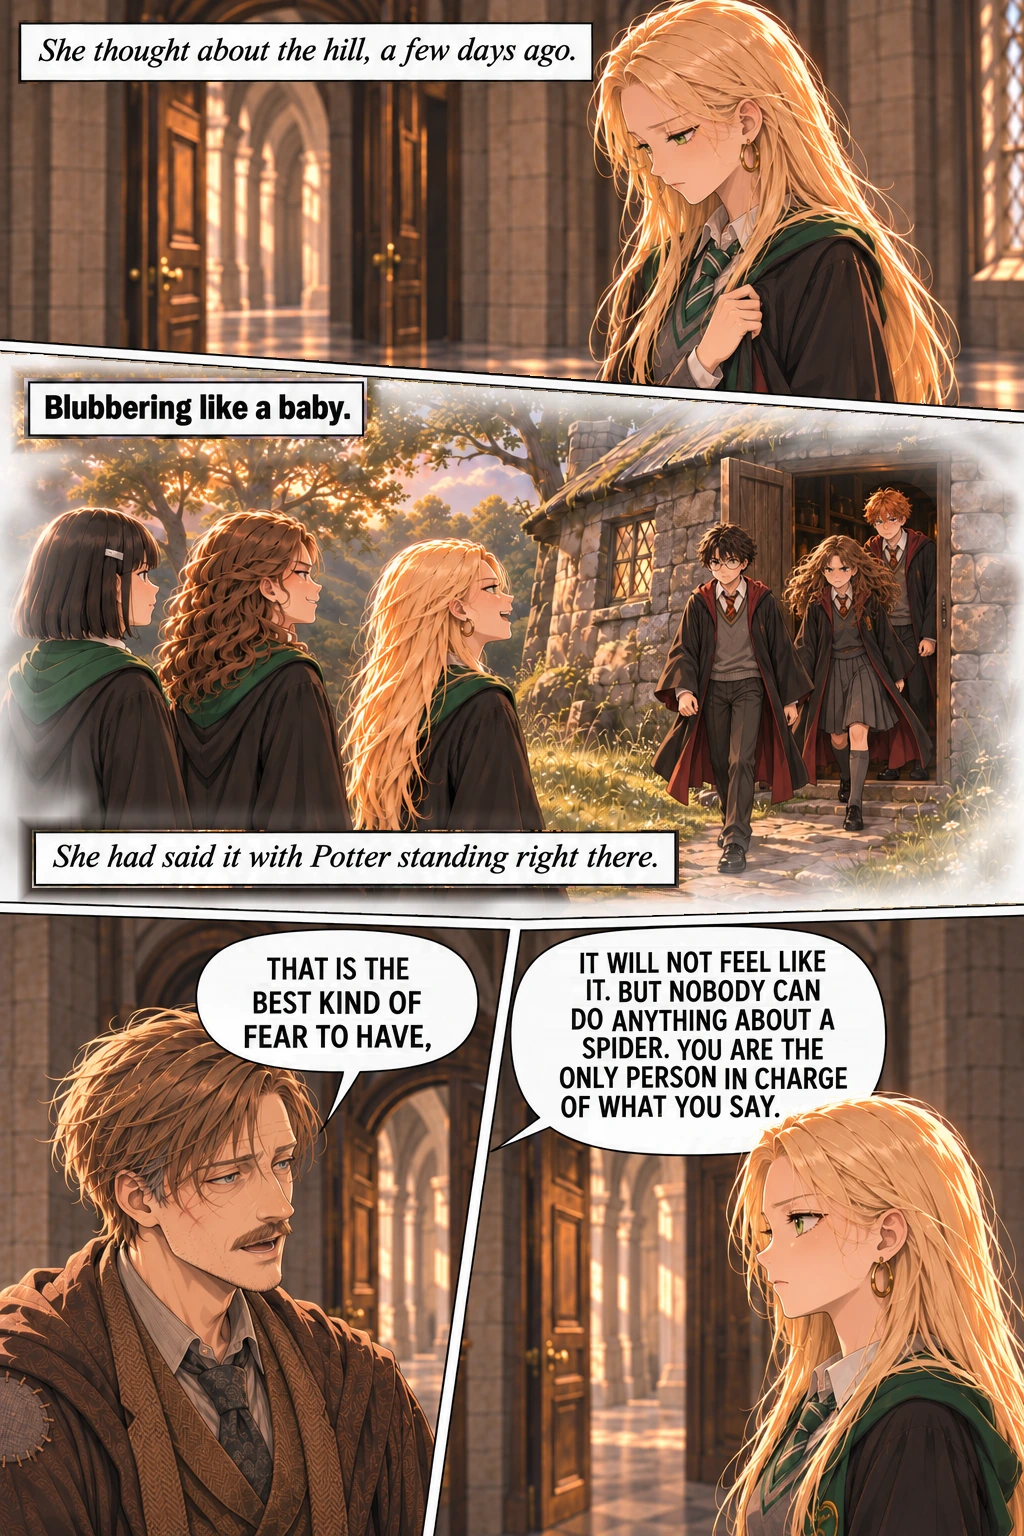 She thought about the hill, a few days ago.
Blubbering like a baby.
She had said it with Potter standing right there.
THAT IS THE
BEST KIND OF
FEAR TO HAVE,
IT WILL NOT FEEL LIKE
IT. BUT NOBODY CAN
DO ANYTHING ABOUT A
SPIDER. YOU ARE THE
ONLY PERSON IN CHARGE
OF WHAT YOU SAY.